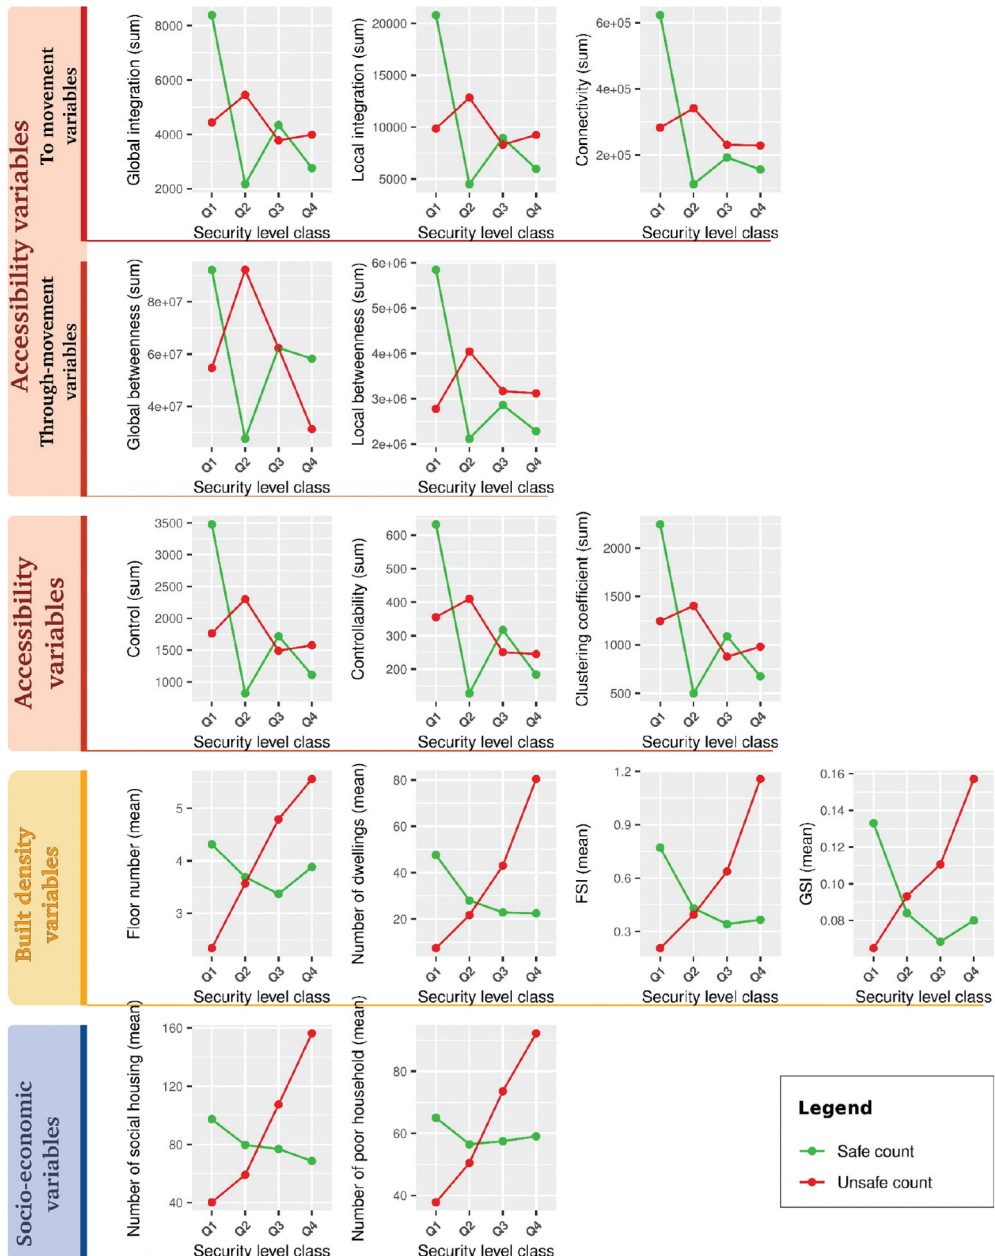 Accessibility variables
To movement
variables
Global integration (sum)
8000
6000
4000
2000
Q1 Q2 Q3 Q4
Security level class
Local integration (sum)
20000
15000
10000
5000
Q1 Q2 Q3 Q4
Security level class
Connectivity (sum)
6e+05
4e+05
2e+05
Q1 Q2 Q3 Q4
Security level class
Through-movement
variables
Global betweenness (sum)
8e+07
6e+07
4e+07
Q1 Q2 Q3 Q4
Security level class
Local betweenness (sum)
6e+06
5e+06
4e+06
3e+06
2e+06
Q1 Q2 Q3 Q4
Security level class
Accessibility
variables
Control (sum)
3500
3000
2500
2000
1500
1000
Q1 Q2 Q3 Q4
Security level class
Controllability (sum)
600
500
400
300
200
Q1 Q2 Q3 Q4
Security level class
Clustering coefficient (sum)
2000
1500
1000
500
Q1 Q2 Q3 Q4
Security level class
Built density
variables
Floor number (mean)
5
4
3
Q1 Q2 Q3 Q4
Security level class
Number of dwellings (mean)
80
60
40
20
Q1 Q2 Q3 Q4
Security level class
FSI (mean)
1.2
0.9
0.6
0.3
Q1 Q2 Q3 Q4
Security level class
GSI (mean)
0.16
0.14
0.12
0.10
0.08
Q1 Q2 Q3 Q4
Security level class
Socio-economic
variables
Number of social housing (mean)
160
120
80
40
Q1 Q2 Q3 Q4
Security level class
Number of poor household (mean)
80
60
40
Q1 Q2 Q3 Q4
Security level class
Legend
Safe count
Unsafe count